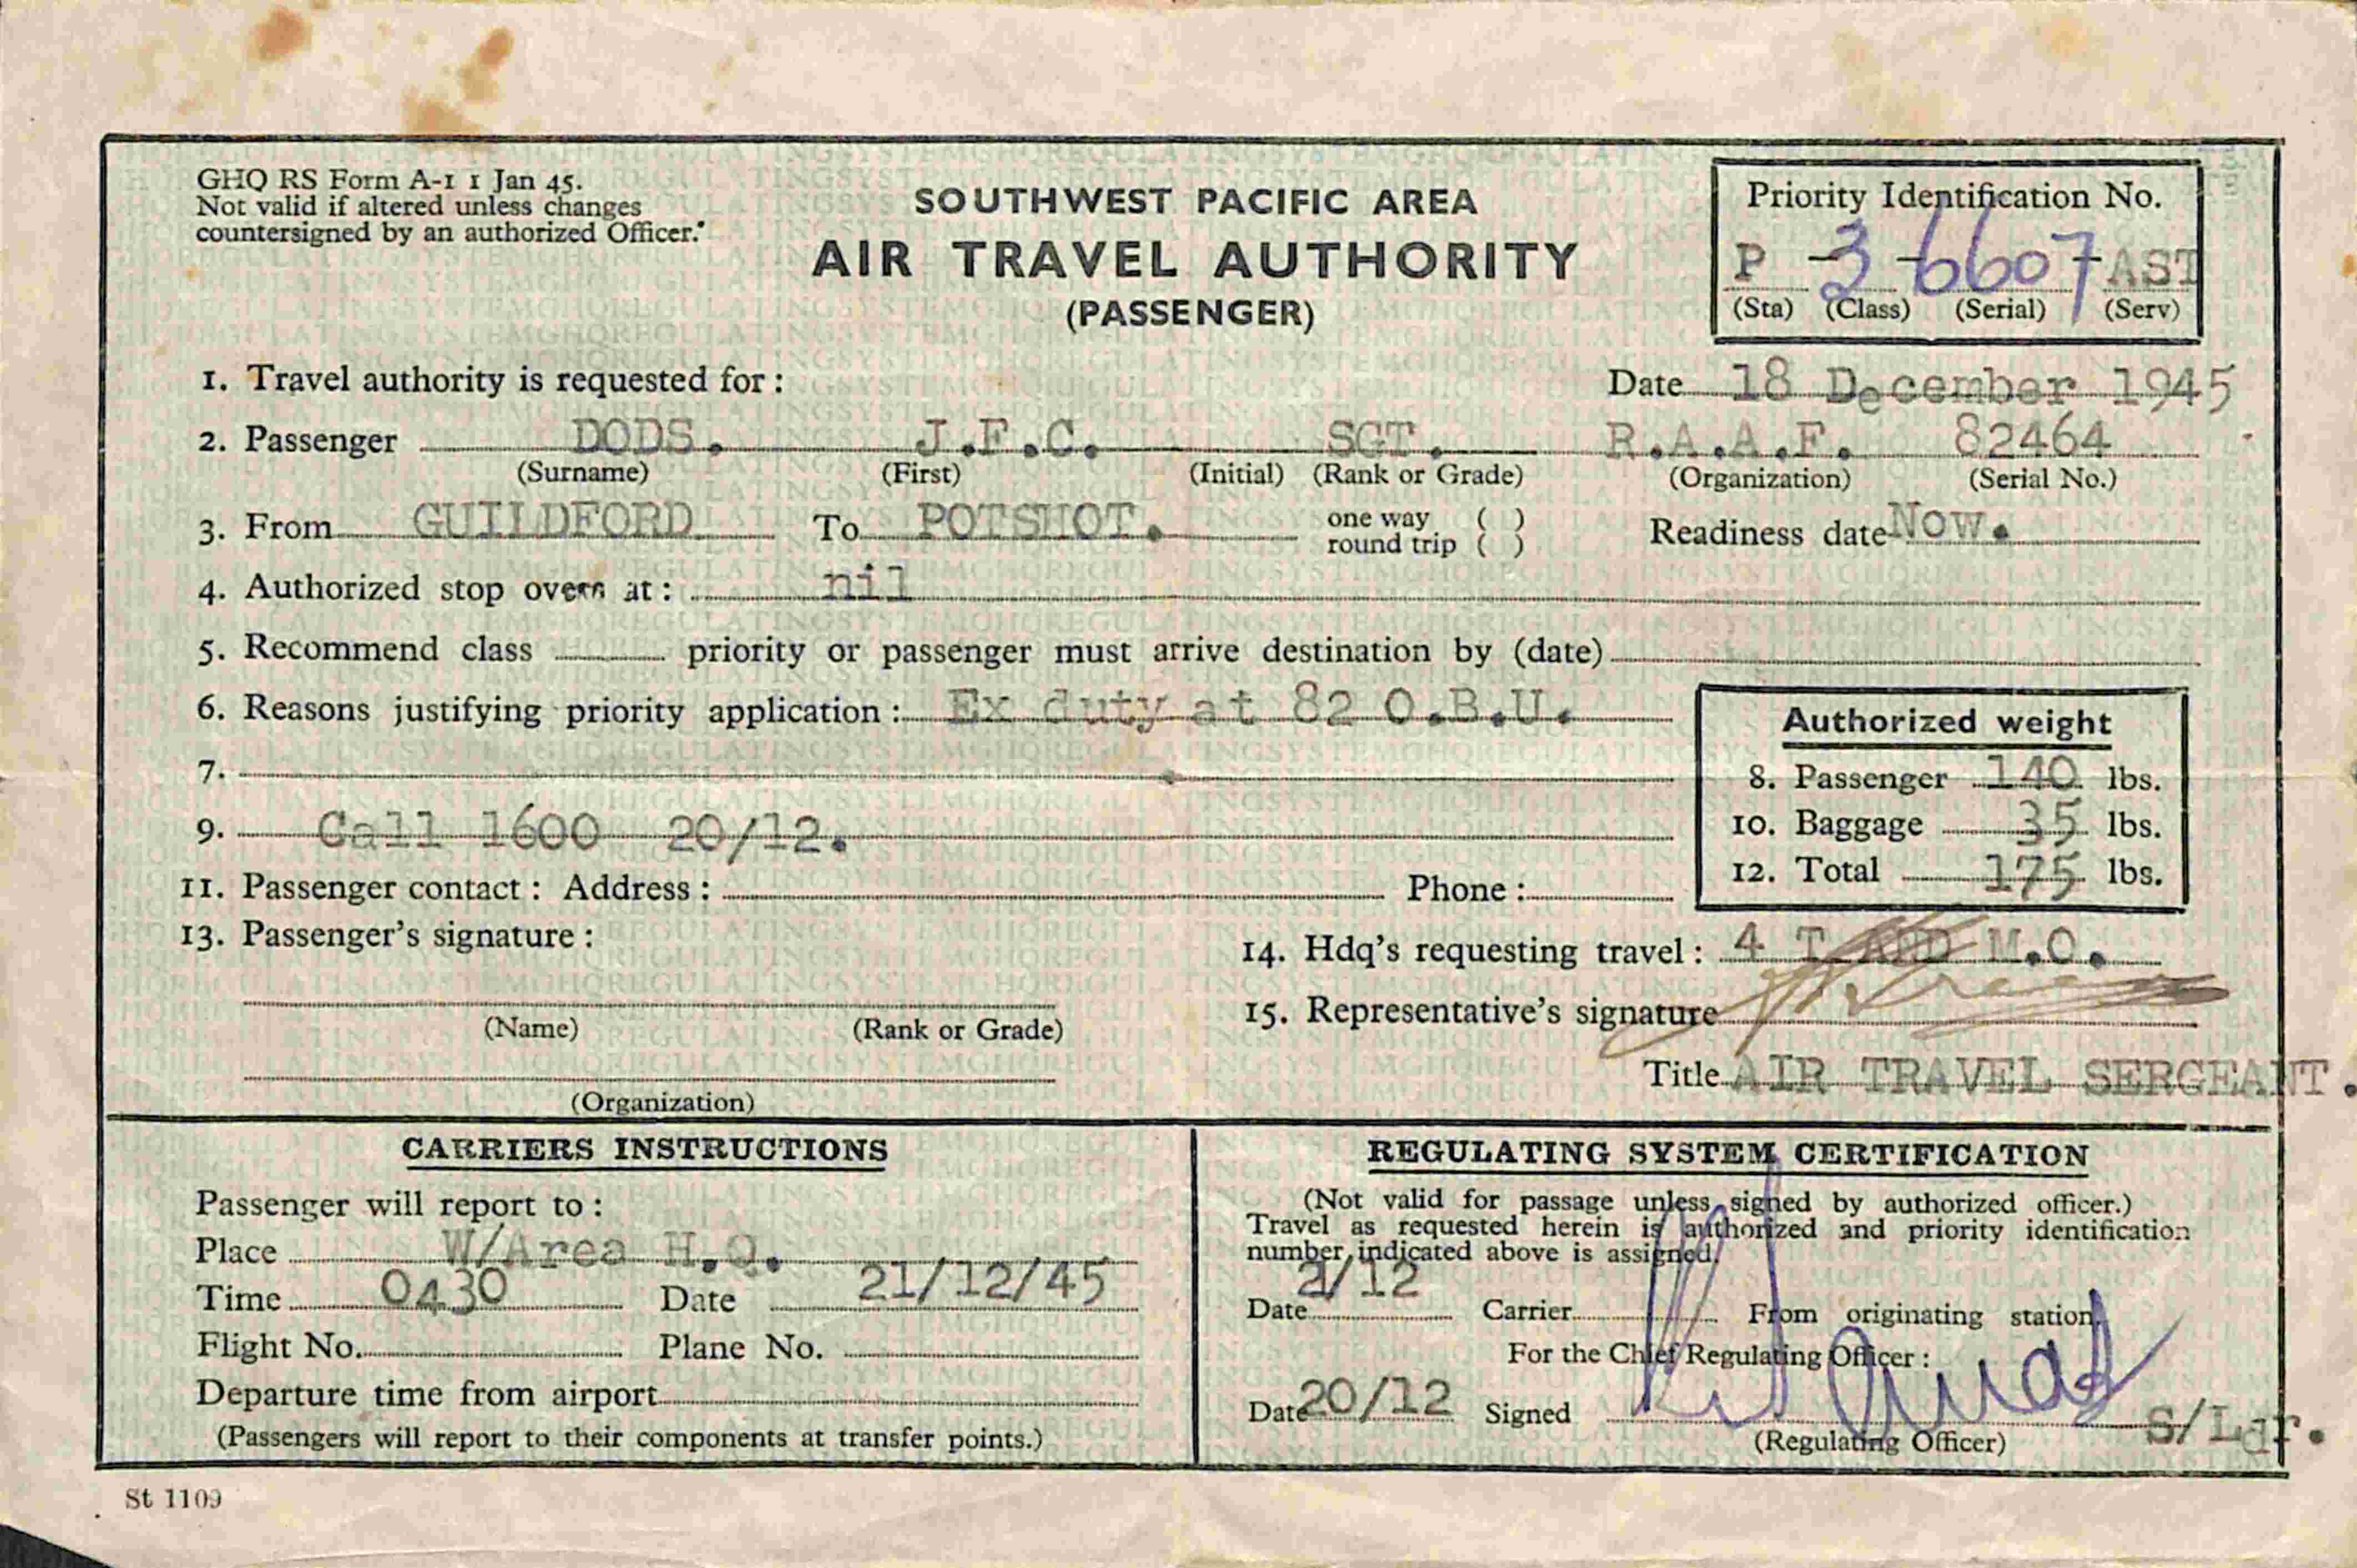 GHQ RS Form A-1 1 Jan 45.
Not valid if altered unless changes
countersigned by an authorized Officer.
SOUTHWEST PACIFIC AREA
AIR TRAVEL AUTHORITY
(PASSENGER)
Priority Identification No.
P - 3 - 6607 - AST
(Sta) (Class) (Serial) (Serv)
1. Travel authority is requested for : Date 18 December 1945
2. Passenger DODS. J.F.C. SGT. R.A.A.F. 82464
(Surname) (First) (Initial) (Rank or Grade) (Organization) (Serial No.)
3. From GUILDFORD To POTSHOT. one way ( ) Readiness date Now.
round trip ( )
4. Authorized stop overs at : nil
5. Recommend class priority or passenger must arrive destination by (date)
6. Reasons justifying priority application : Ex duty at 82 O.B.U.
Authorized weight
7.
8. Passenger 140 lbs.
9. Call 1600 20/12.
10. Baggage 35 lbs.
12. Total 175 lbs.
11. Passenger contact : Address : Phone :
13. Passenger's signature :
14. Hdq's requesting travel : 4 T AND M.O.
15. Representative's signature
(Name) (Rank or Grade)
Title AIR TRAVEL SERGEANT.
(Organization)
CARRIERS INSTRUCTIONS
Passenger will report to :
Place W/Area H.Q.
Time 0430 Date 21/12/45
Flight No. Plane No.
Departure time from airport
(Passengers will report to their components at transfer points.)
REGULATING SYSTEM CERTIFICATION
(Not valid for passage unless signed by authorized officer.)
Travel as requested herein is authorized and priority identification
number indicated above is assigned.
Date 21/12 Carrier From originating station
For the Chief Regulating Officer :
Date 20/12 Signed S/Ldr.
(Regulating Officer)
St 1109